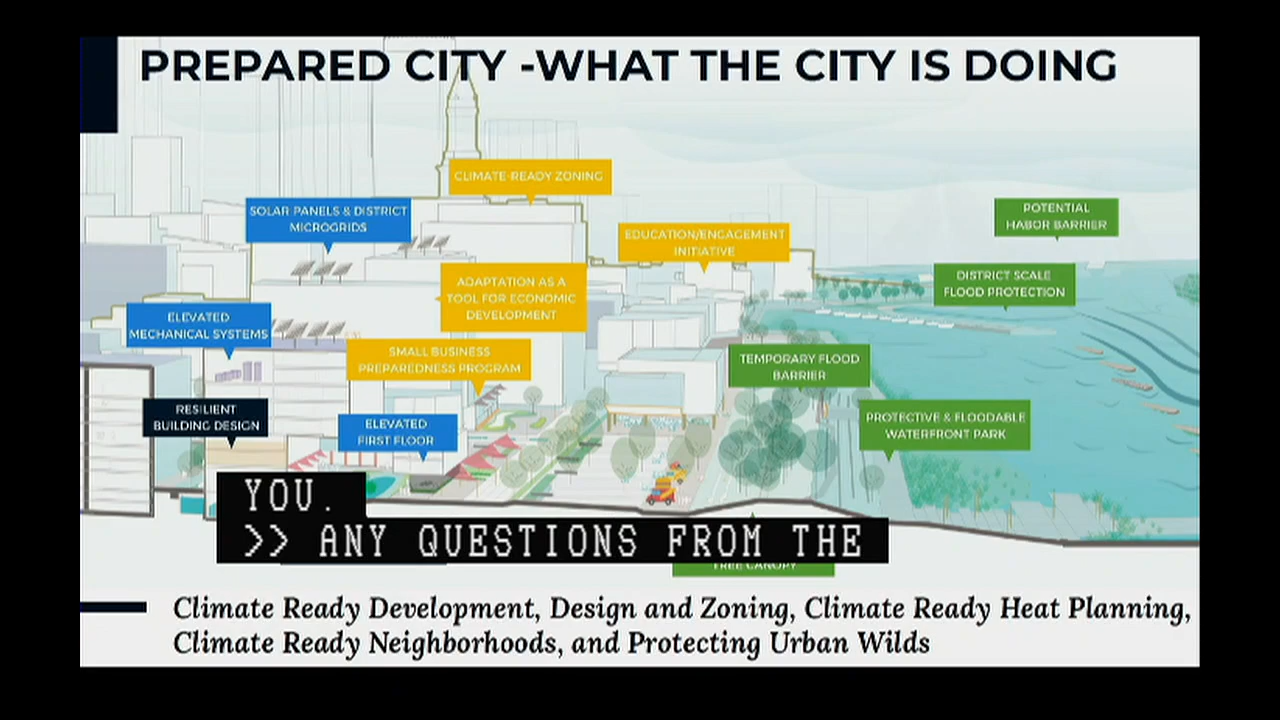 PREPARED CITY -WHAT THE CITY IS DOING
CLIMATE-READY ZONING
SOLAR PANELS & DISTRICT
MICROGRIDS
POTENTIAL
HABOR BARRIER
EDUCATION/ENGAGEMENT
INITIATIVE
ADAPTATION AS A
TOOL FOR ECONOMIC
DEVELOPMENT
DISTRICT SCALE
FLOOD PROTECTION
ELEVATED
MECHANICAL SYSTEMS
SMALL BUSINESS
PREPAREDNESS PROGRAM
TEMPORARY FLOOD
BARRIER
RESILIENT
BUILDING DESIGN
ELEVATED
FIRST FLOOR
PROTECTIVE & FLOODABLE
WATERFRONT PARK
YOU.
>> ANY QUESTIONS FROM THE
TREE CANOPY
Climate Ready Development, Design and Zoning, Climate Ready Heat Planning,
Climate Ready Neighborhoods, and Protecting Urban Wilds